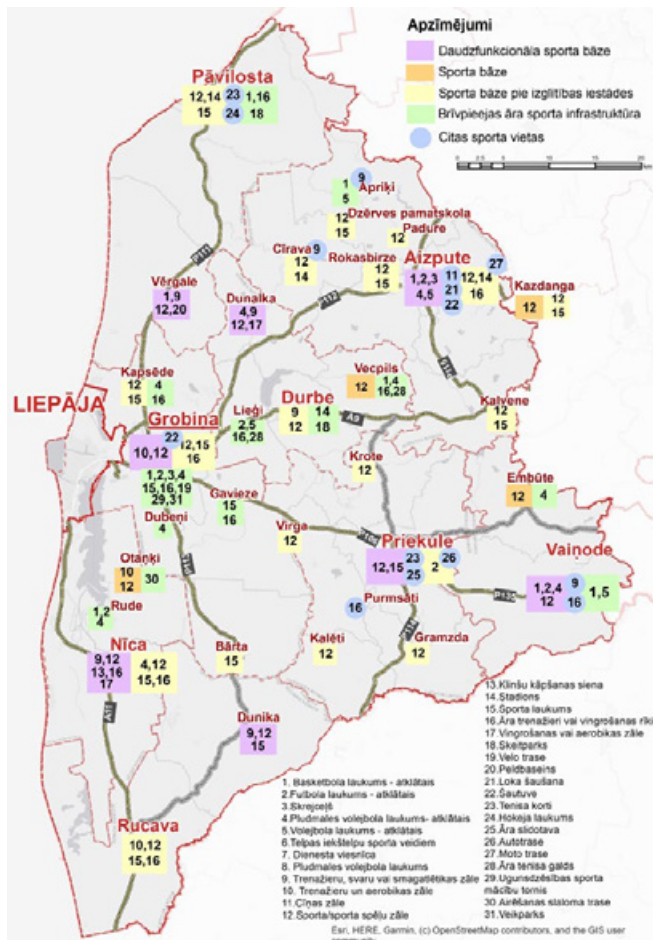 Apzīmējumi
Daudzfunkcionāla sporta bāze
Sporta bāze
Sporta bāze pie izglītības iestādes
Brīvpieejas āra sporta infrastruktūra
Citas sporta vietas
0 2,5 5 10 15 20
Pāvilosta
12,14 23 1,16
15 24 18
9
1 Apriķi
5
Dzērves pamatskola
12
15
Padure
12
Cīrava 9
12
14
Rokasbirze
12
15
Aizpute
27
1,2,3 11 12,14
4,5 21 16
22
Kazdanga
12 12
15
P111
Vērgale
1,9
12,20
Dunalka
4,9
12,17
P112
Kapsēde
12 4
15 16
Vecpils
12 1,4
16,28
LIEPĀJA
Grobiņa
22
10,12 12,15
16
1,2,3,4
15,16,19
29,31
Lieģi
2,5
16,28
Durbe
9 14
12 18
A9
Kalvene
12
15
Krote
12
Embūte
12 4
Gavieze
15
16
Dubeņi
4
Virga
12
P106
P113
Priekule
12,15 23 2 26
25
Vaiņode
1,2,4 9 1,5
12 16
P135
Otaņķi
10 30
12
Rude
1,2
4
Purmsāti
16
P114
Nīca
9,12 4,12
13,16 15,16
17
A11
Bārta
15
Kalēti
12
Gramzda
12
Dunika
9,12
15
Rucava
10,12
15,16
1. Basketbola laukums - atklātais
2.Futbola laukums - atklātais
3.Skrejceļš
4.Pludmales volejbola laukums- atklātais
5.Volejbola laukums - atklātais
6.Telpas iekštelpu sporta veidiem
7. Dienesta viesnīca
8. Pludmales volejbola laukums
9. Trenažieru, svaru vai smagatlētikas zāle
10. Trenažieru un aerobikas zāle
11.Cīņas zāle
12.Sporta/sporta spēļu zāle
13.Klinšu kāpšanas siena
14.Stadions
15.Sporta laukums
16.Āra trenažieri vai vingrošanas rīki
17.Vingrošanas vai aerobikas zāle
18.Skeitparks
19.Velo trase
20.Peldbaseins
21.Loka šaušana
22.Šautuve
23.Tenisa korti
24.Hokeja laukums
25.Āra slidotava
26.Autotrase
27.Moto trase
28.Āra tenisa galds
29.Ugunsdzēsības sporta
mācību tornis
30 Airēšanas slaloma trase
31.Veikparks
Esri, HERE, Garmin, (c) OpenStreetMap contributors, and the GIS user